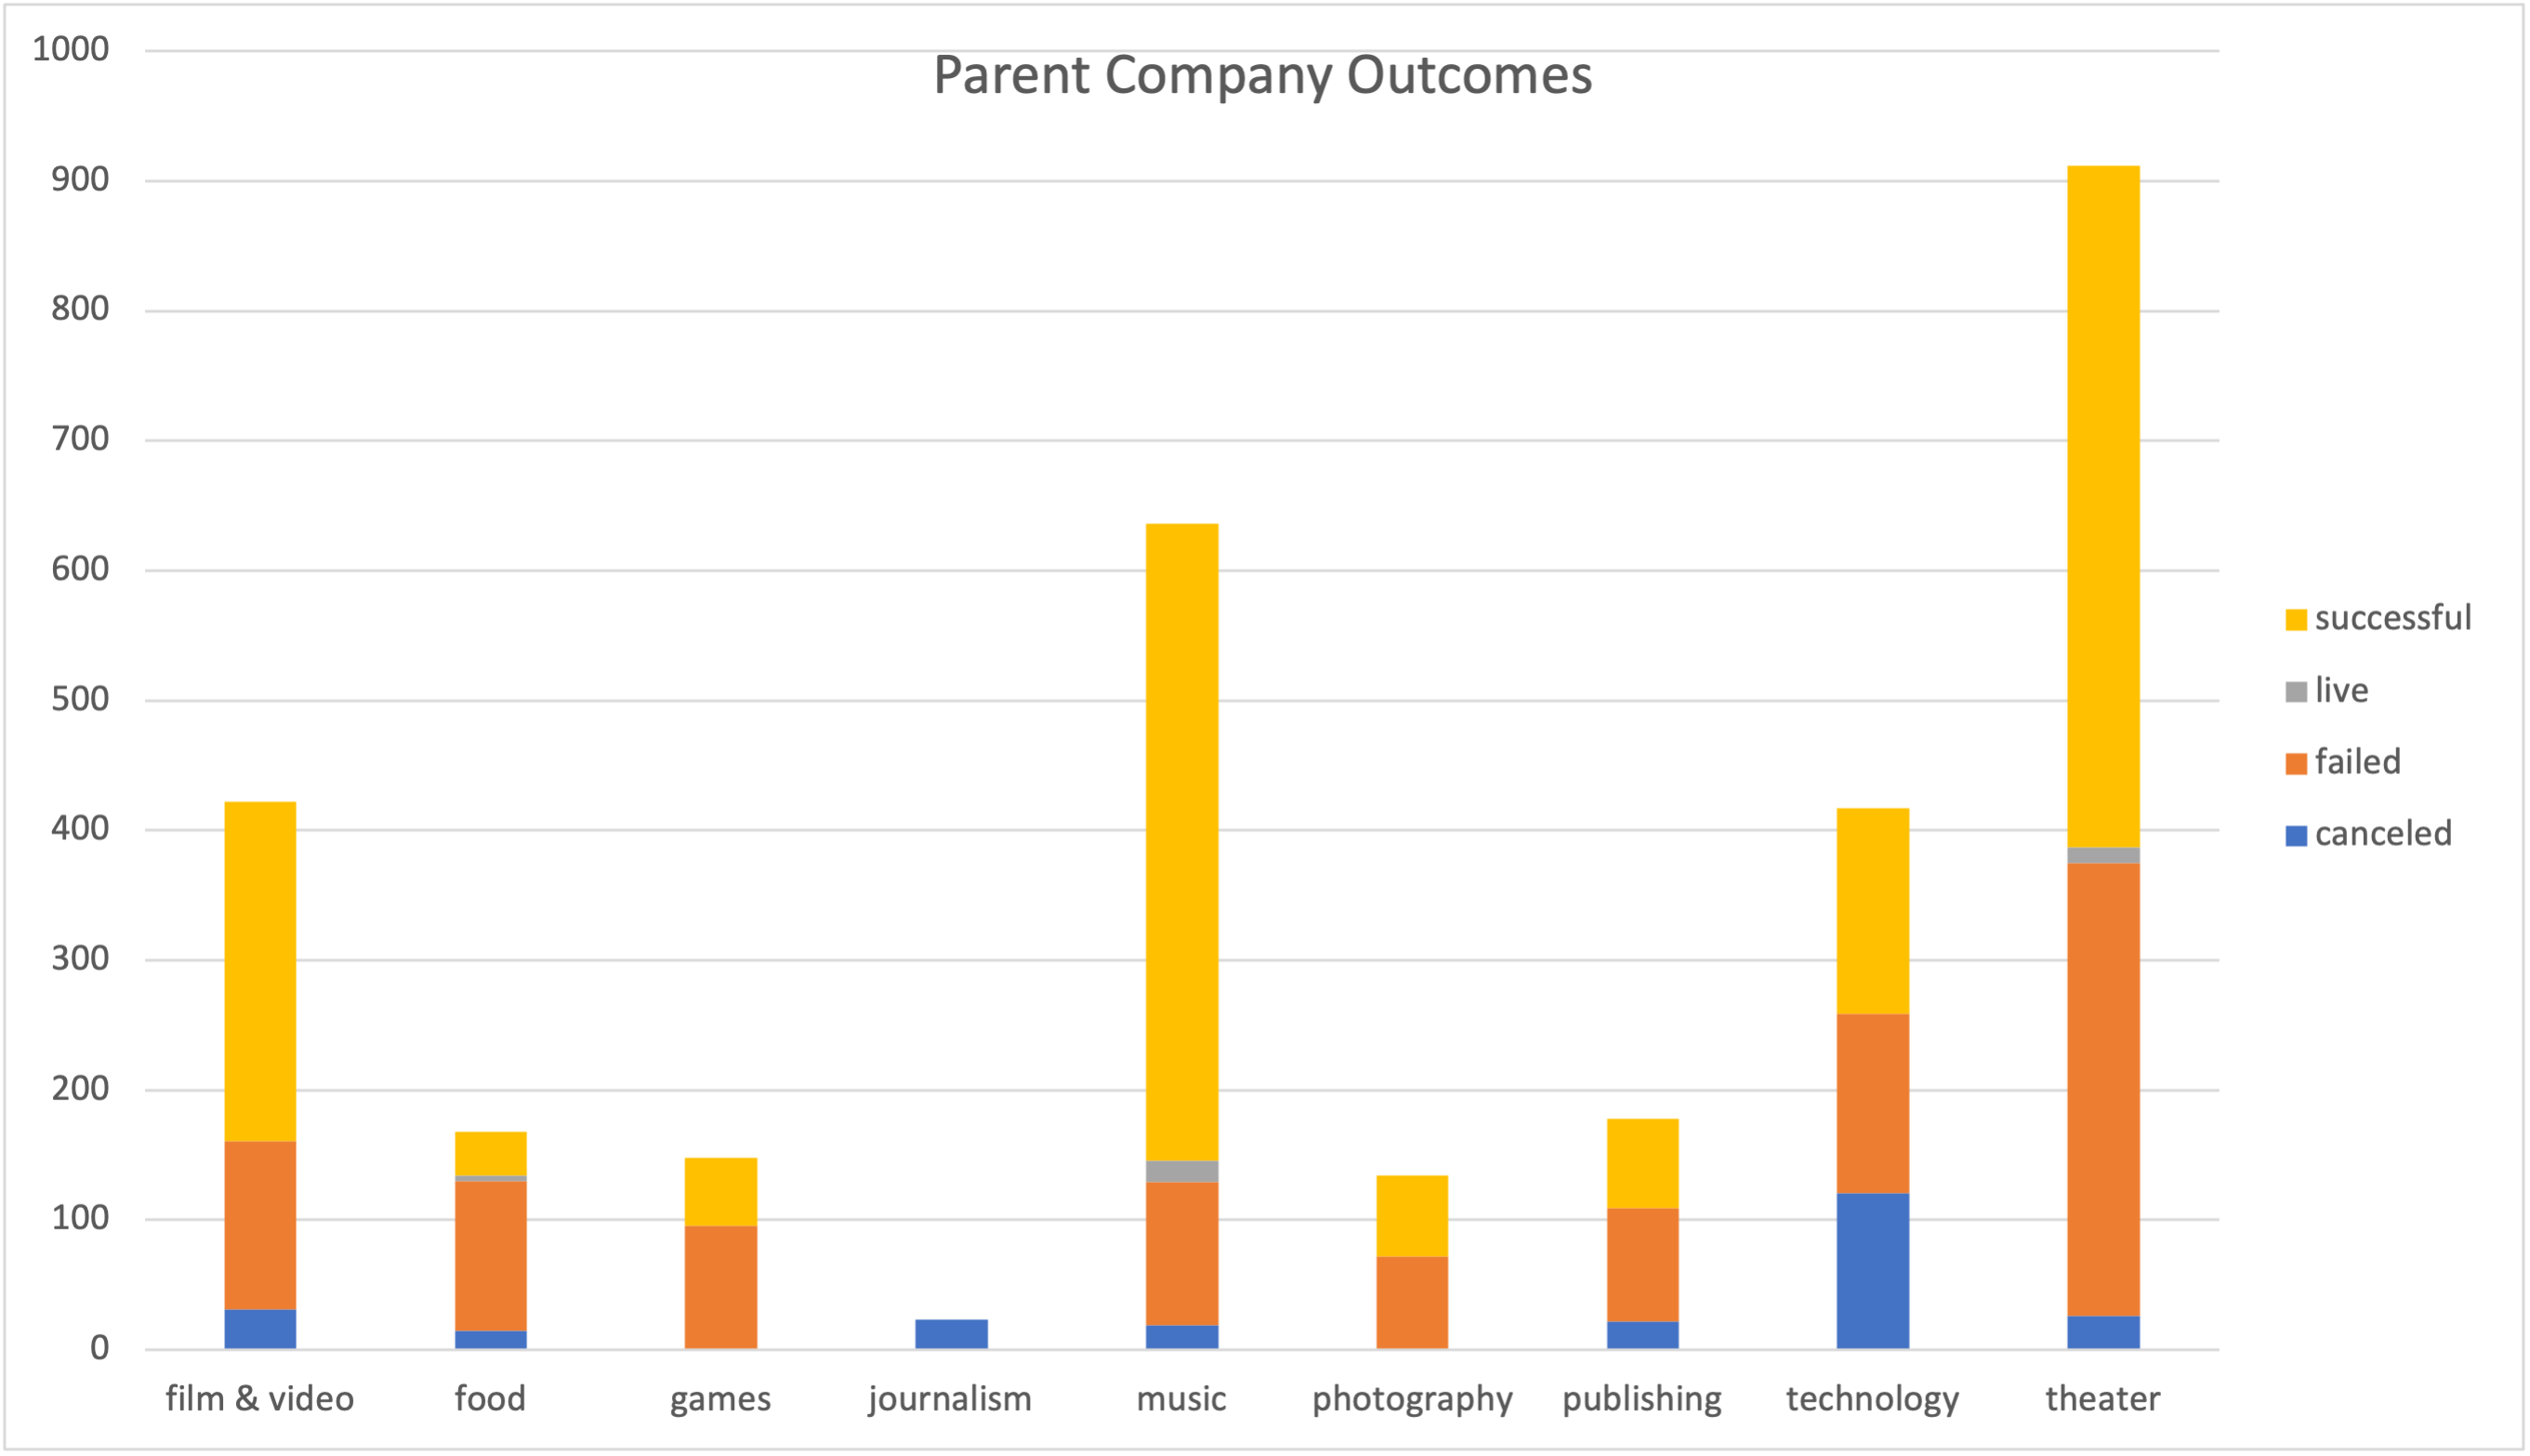 Parent Company Outcomes
1000
900
800
700
600
500
400
300
200
100
0
film & video
food
games
journalism
music
photography
publishing
technology
theater
successful
live
failed
canceled